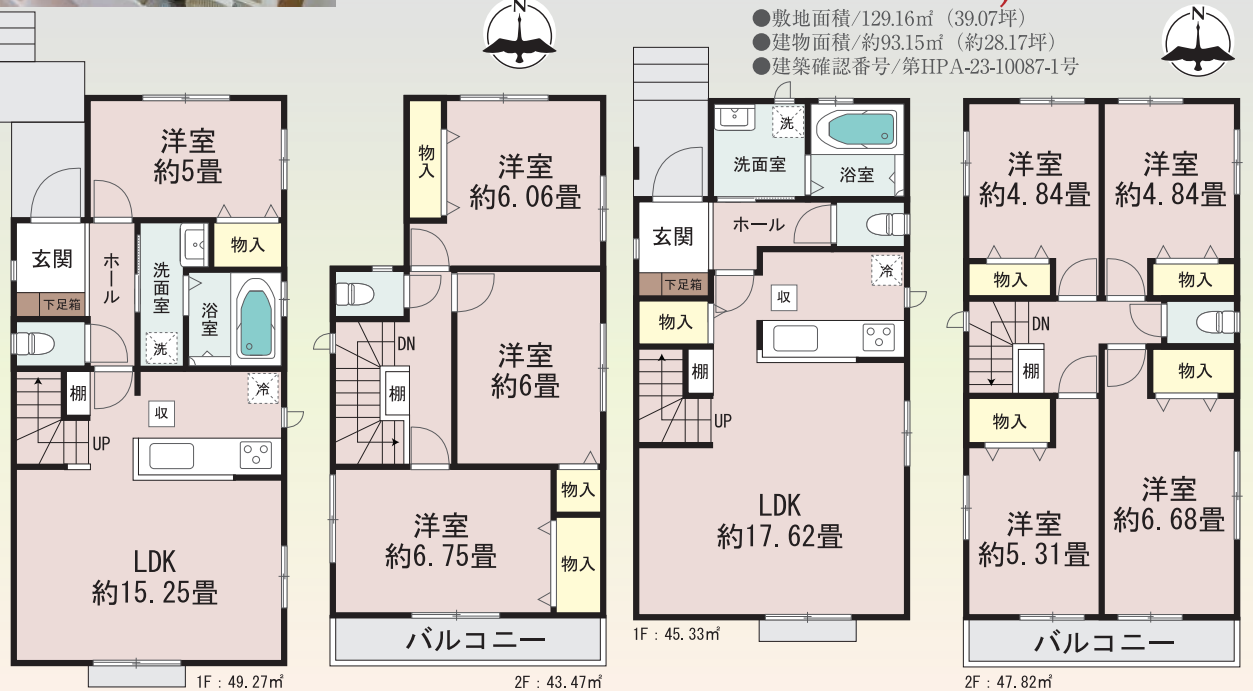 ●敷地面積/129.16㎡(39.07坪)
●建物面積/約93.15㎡(約28.17坪)
●建築確認番号/第HPA-23-10087-1号
N
N
洋室
約5畳
玄関
ホール
洗面室
物入
下足箱
浴室
洗
棚
収
冷
UP
LDK
約15.25畳
1F:49.27㎡
物入
洋室
約6.06畳
DN
棚
洋室
約6畳
洋室
約6.75畳
物入
物入
バルコニー
2F:43.47㎡
洗
洗面室
浴室
玄関
ホール
下足箱
冷
収
物入
棚
UP
LDK
約17.62畳
1F:45.33㎡
洋室
約4.84畳
洋室
約4.84畳
物入
物入
DN
棚
物入
物入
洋室
約5.31畳
洋室
約6.68畳
バルコニー
2F:47.82㎡